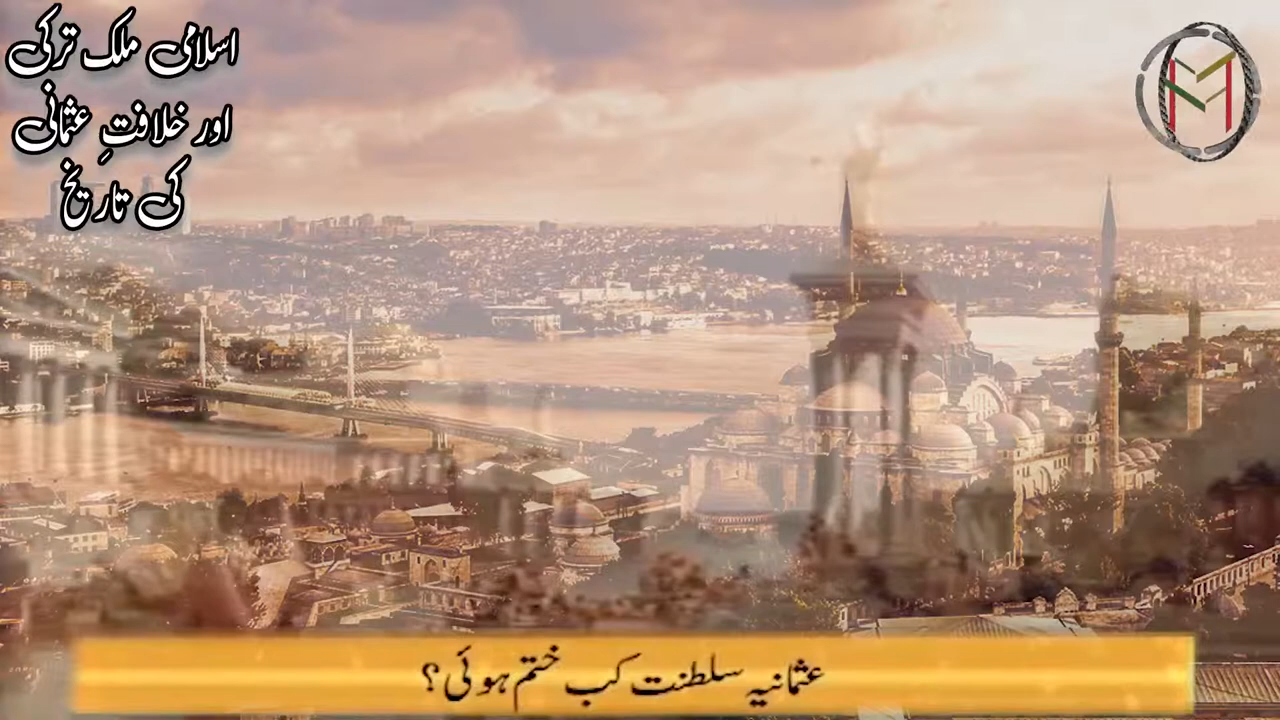 اسلامی ملک ترکی
اور خلافتِ عثمانی
کی تاریخ
عثمانیہ سلطنت کب ختم ہوئی؟